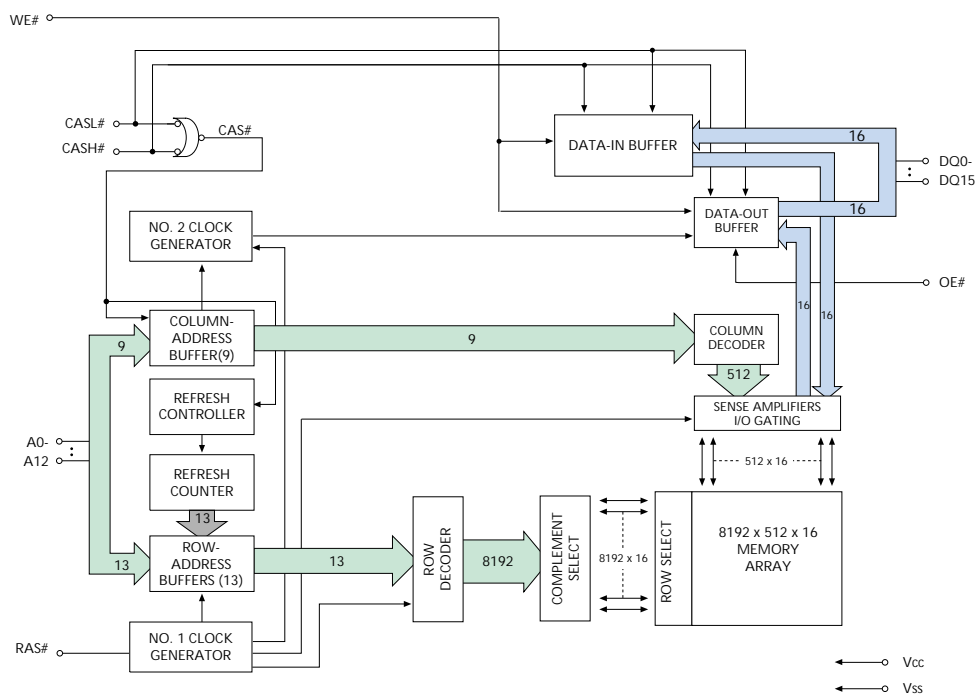 WE#
CASL#
CAS#
CASH#
DATA-IN BUFFER
16
DQ0-
:
DQ15
NO. 2 CLOCK
GENERATOR
DATA-OUT
BUFFER
16
OE#
16
16
COLUMN-
ADDRESS
BUFFER(9)
9
9
COLUMN
DECODER
512
REFRESH
CONTROLLER
SENSE AMPLIFIERS
I/O GATING
A0-
:
A12
REFRESH
COUNTER
512 x 16
13
ROW-
ADDRESS
BUFFERS (13)
13
13
ROW
DECODER
8192
COMPLEMENT
SELECT
8192 x 16
ROW SELECT
8192 x 512 x 16
MEMORY
ARRAY
RAS#
NO. 1 CLOCK
GENERATOR
Vcc
Vss